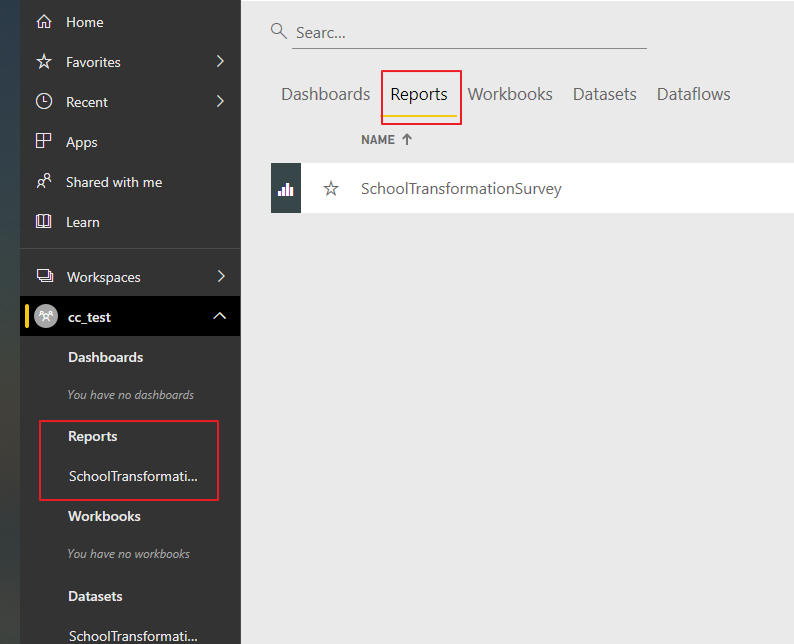 Home
Favorites
Recent
Apps
Shared with me
Learn
Workspaces
cc_test
Dashboards
You have no dashboards
Reports
SchoolTransformati...
Workbooks
You have no workbooks
Datasets
SchoolTransformati...
Searc...
Dashboards Reports Workbooks Datasets Dataflows
NAME
SchoolTransformationSurvey